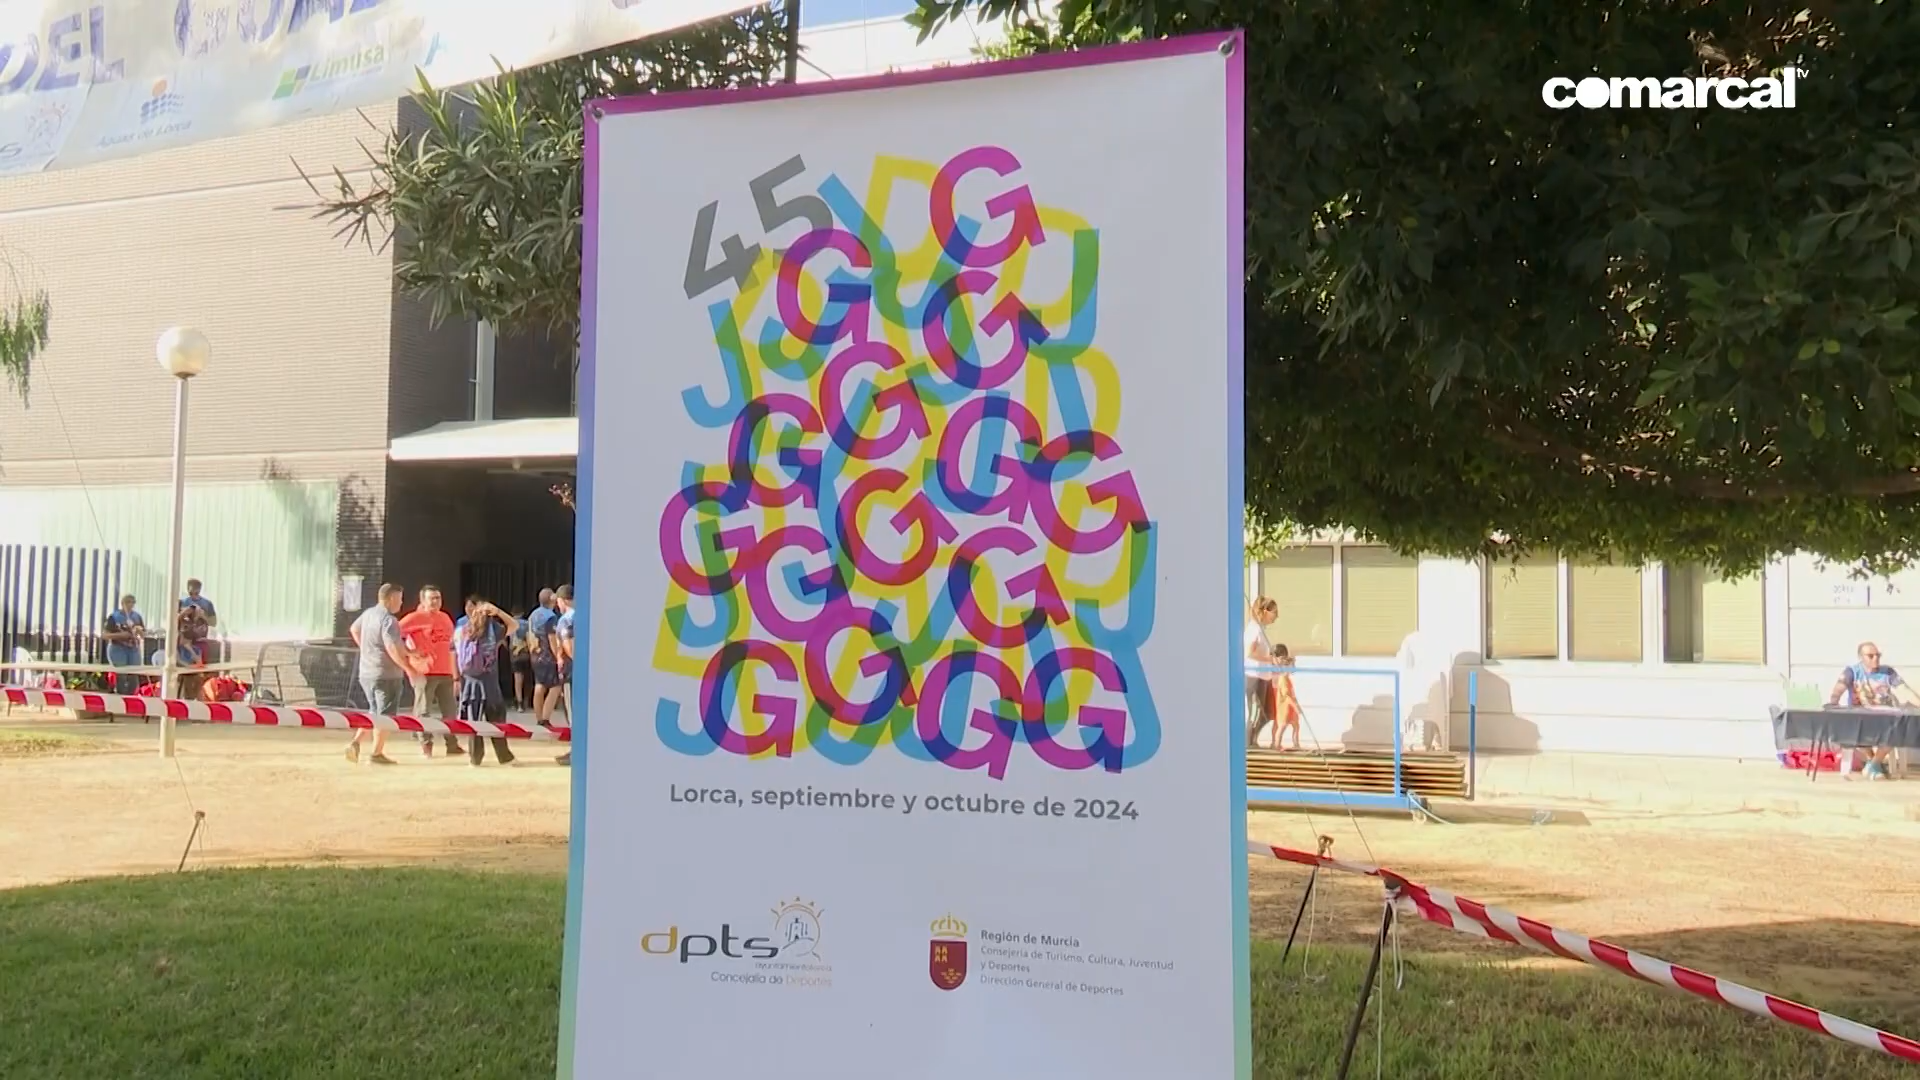 DEL
Limusa
Aguas de Lorca
comarcal tv
45
J D G
G J G J
J G G J D
G G G
G G G G
J G J
G G G G
Lorca, septiembre y octubre de 2024
dpts
ayuntamientolorca
Concejalía de Deportes
Región de Murcia
Consejería de Turismo, Cultura, Juventud
y Deportes
Dirección General de Deportes